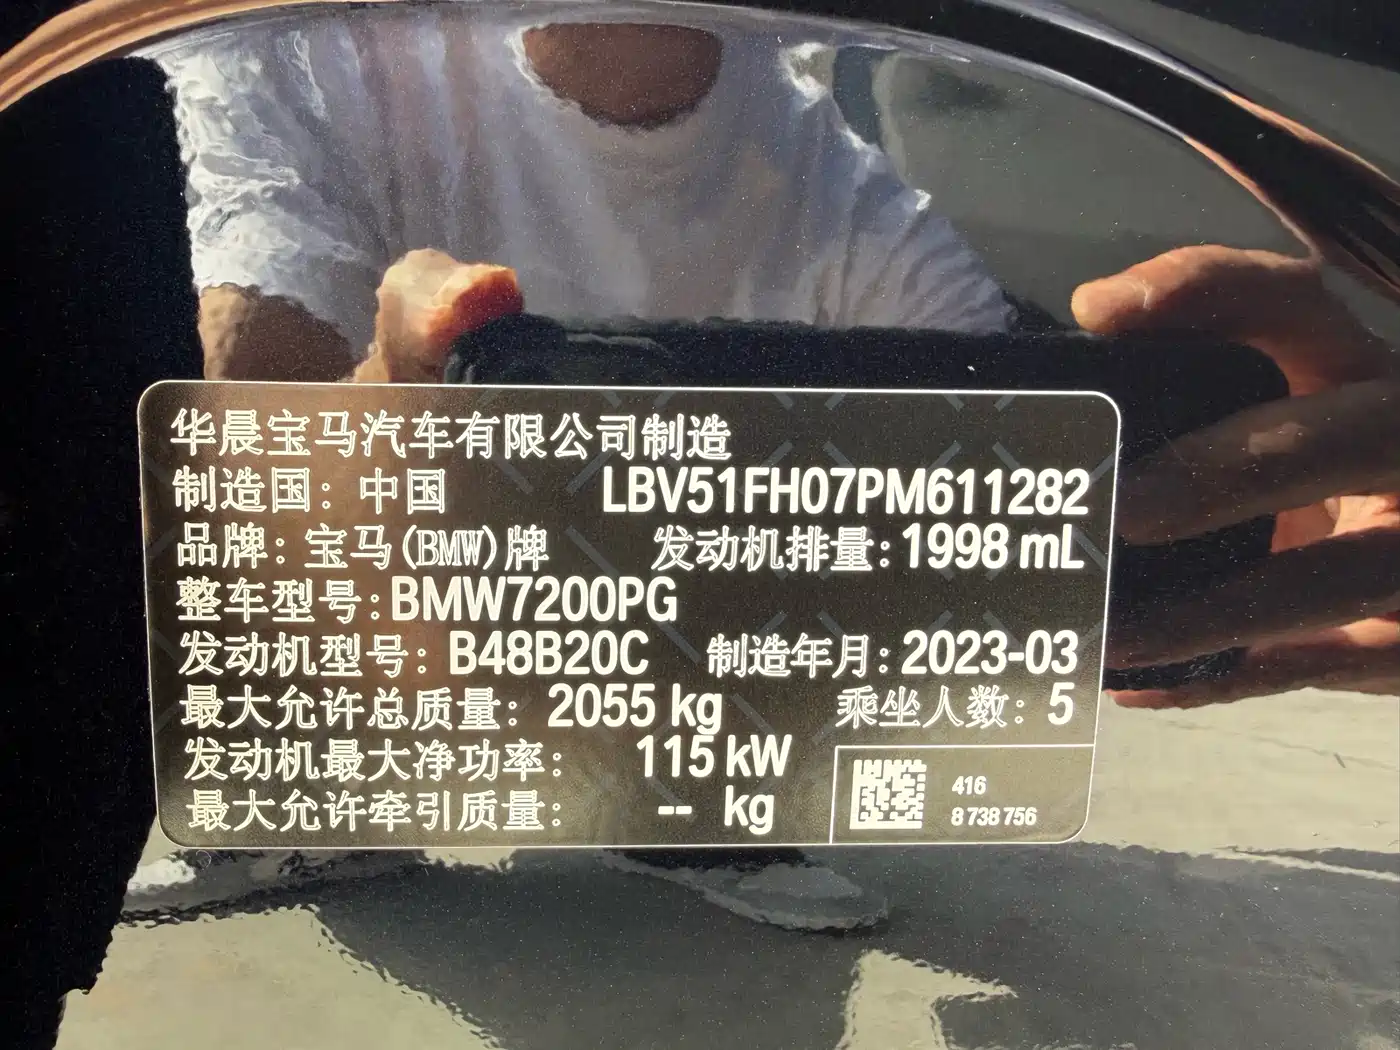 华晨宝马汽车有限公司制造
制造国：中国 LBV51FH07PM611282
品牌：宝马(BMW)牌 发动机排量：1998 mL
整车型号：BMW7200PG
发动机型号：B48B20C 制造年月：2023-03
最大允许总质量：2055 kg 乘坐人数：5
发动机最大净功率：115 kW
最大允许牵引质量：-- kg
416
8 738 756